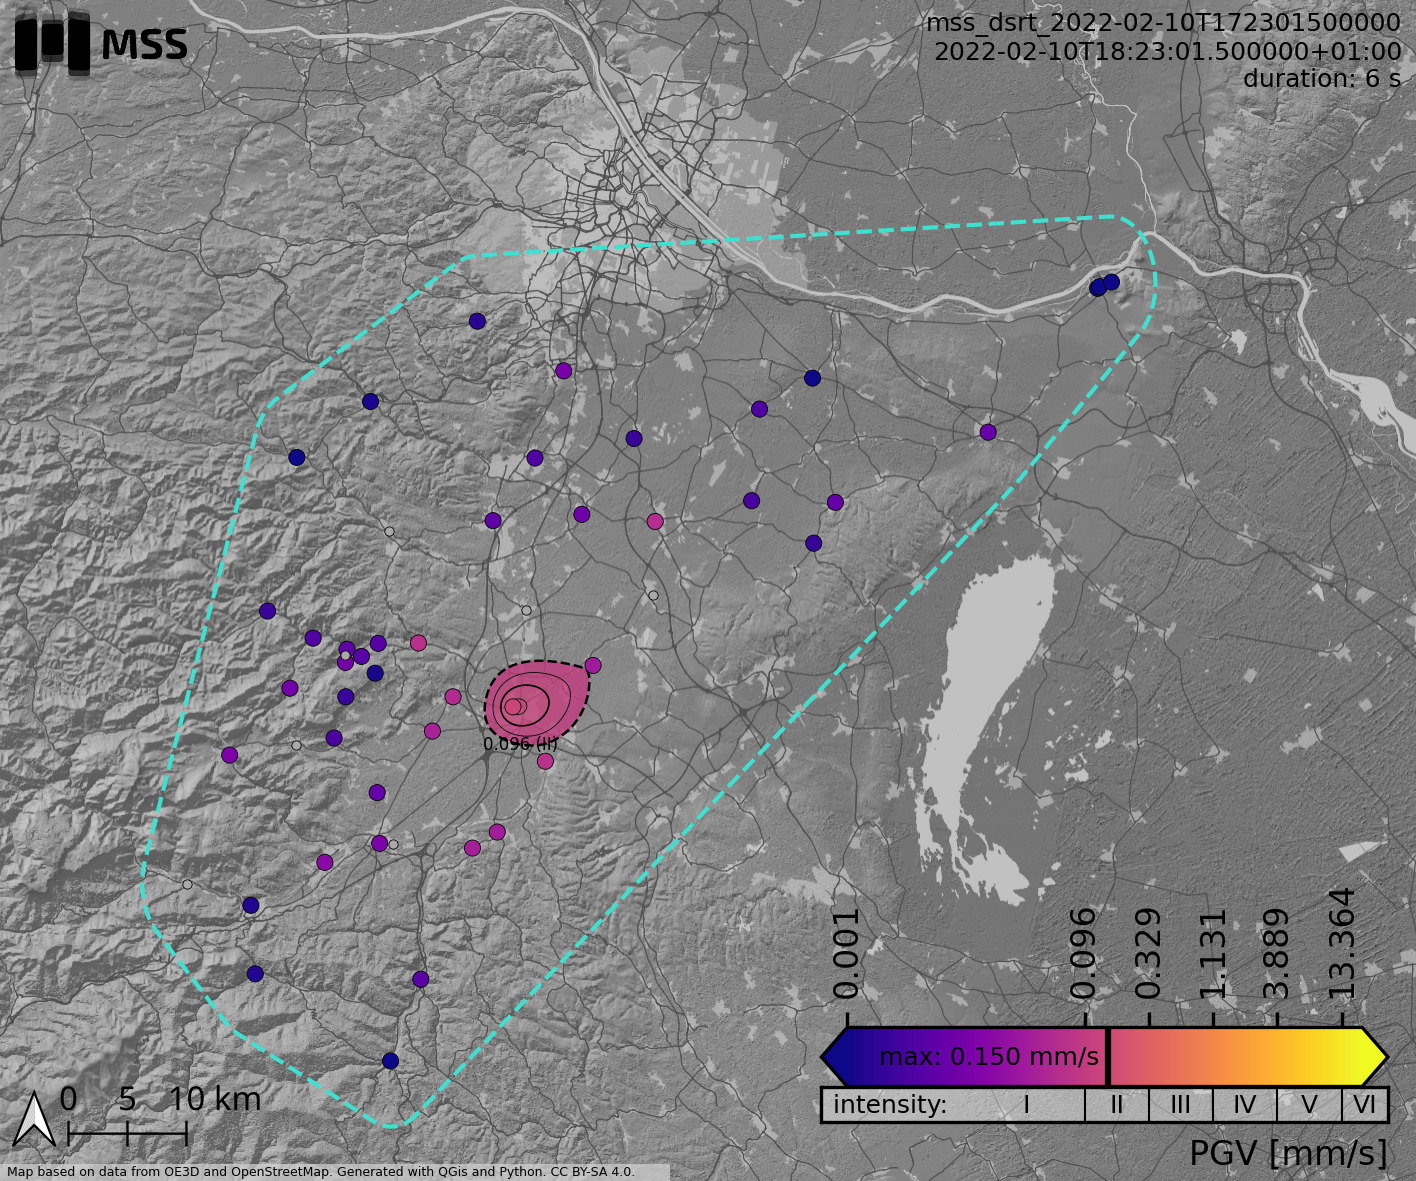 MSS
mss_dsrt_2022-02-10T172301500000
2022-02-10T18:23:01.500000+01:00
duration: 6 s
0.096 (II)
0.001
0.096
0.329
1.131
3.889
13.364
max: 0.150 mm/s
intensity: I II III IV V VI
PGV [mm/s]
0 5 10 km
Map based on data from OE3D and OpenStreetMap. Generated with QGis and Python. CC BY-SA 4.0.